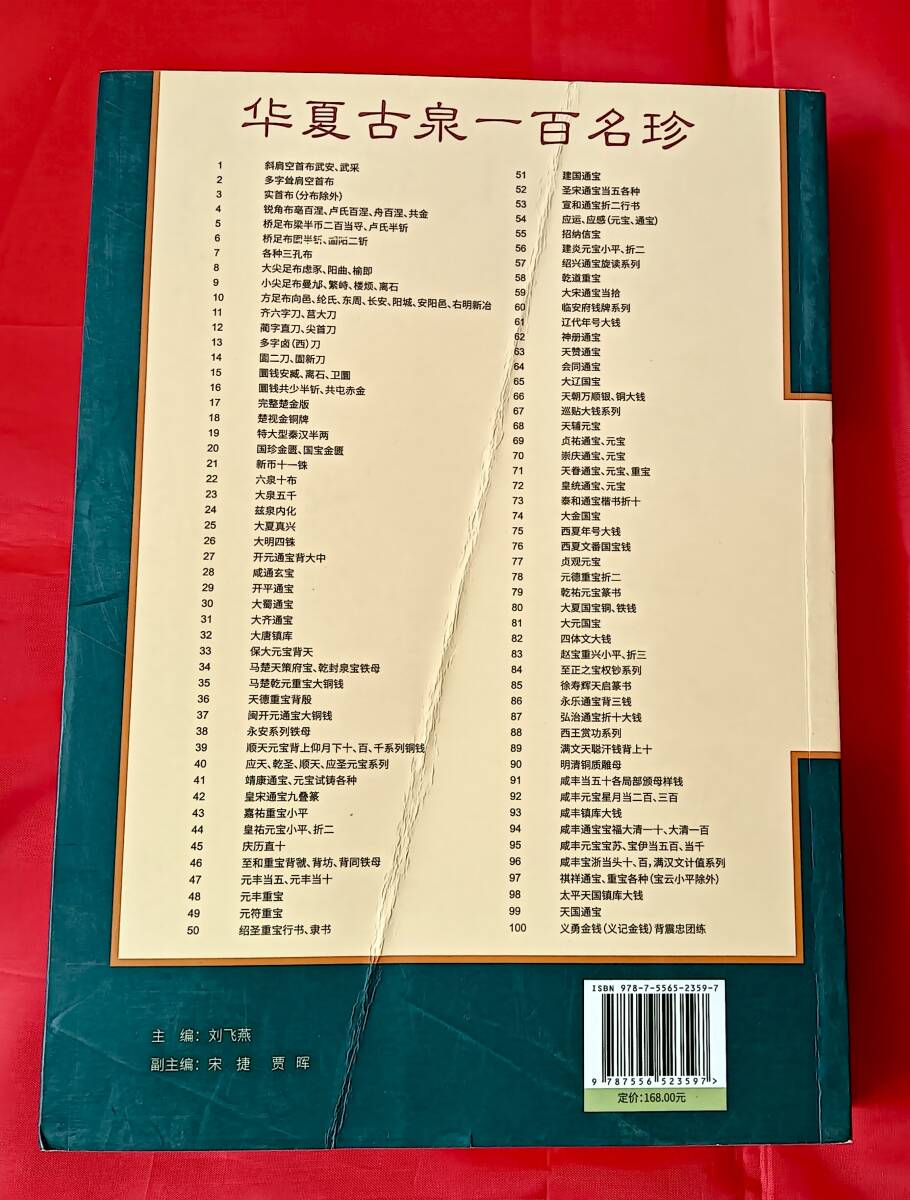 华夏古泉一百名珍
1 斜肩空首布武安、武采
2 多字耸肩空首布
3 实首布(分布除外)
4 锐角布亳百涅、卢氏百涅、舟百涅、共金
5 桥足布梁半币二百当寽、卢氏半釿
6 桥足布 半釿、 二釿
7 各种三孔布
8 大尖足布虑豖、阳曲、榆即
9 小尖足布曼邩、繁峙、楼烦、离石
10 方足布向邑、纶氏、东周、长安、阳城、安阳邑、右明新冶
11 齐六字刀、莒大刀
12 蔺字直刀、尖首刀
13 多字卤(西)刀
14 二刀、 新刀
15 圜钱安臧、离石、卫圜
16 圜钱共少半釿、共屯赤金
17 完整楚金版
18 楚视金铜牌
19 特大型秦汉半两
20 国珍金匮、国宝金匮
21 新币十一铢
22 六泉十布
23 大泉五千
24 兹泉内化
25 大夏真兴
26 大明四铢
27 开元通宝背大中
28 咸通玄宝
29 开平通宝
30 大蜀通宝
31 大齐通宝
32 大唐镇库
33 保大元宝背天
34 马楚天策府宝、乾封泉宝铁母
35 马楚乾元重宝大铜钱
36 天德重宝背殷
37 闽开元通宝大铜钱
38 永安系列铁母
39 顺天元宝背上仰月下十、百、千系列铜钱
40 应天、乾圣、顺天、应圣元宝系列
41 靖康通宝、元宝试铸各种
42 皇宋通宝九叠篆
43 嘉祐重宝小平
44 皇祐元宝小平、折二
45 庆历直十
46 至和重宝背虢、背坊、背同铁母
47 元丰当五、元丰当十
48 元丰重宝
49 元符重宝
50 绍圣重宝行书、隶书
51 建国通宝
52 圣宋通宝当五各种
53 宣和通宝折二行书
54 应运、应感(元宝、通宝)
55 招纳信宝
56 建炎元宝小平、折二
57 绍兴通宝旋读系列
58 乾道重宝
59 大宋通宝当拾
60 临安府钱牌系列
61 辽代年号大钱
62 神册通宝
63 天赞通宝
64 会同通宝
65 大辽国宝
66 天朝万顺银、铜大钱
67 巡贴大钱系列
68 天辅元宝
69 贞祐通宝、元宝
70 崇庆通宝、元宝
71 天眷通宝、元宝、重宝
72 皇统通宝、元宝
73 泰和通宝楷书折十
74 大金国宝
75 西夏年号大钱
76 西夏文番国宝钱
77 贞观元宝
78 元德重宝折二
79 乾祐元宝篆书
80 大夏国宝铜、铁钱
81 大元国宝
82 四体文大钱
83 赵宝重兴小平、折三
84 至正之宝权钞系列
85 徐寿辉天启篆书
86 永乐通宝背三钱
87 弘治通宝折十大钱
88 西王赏功系列
89 满文天聪汗钱背上十
90 明清铜质雕母
91 咸丰当五十各局部颁母样钱
92 咸丰元宝星月当二百、三百
93 咸丰镇库大钱
94 咸丰通宝宝福大清一十、大清一百
95 咸丰元宝宝苏、宝伊当五百、当千
96 咸丰宝浙当头十、百,满汉文计值系列
97 祺祥通宝、重宝各种(宝云小平除外)
98 太平天国镇库大钱
99 天国通宝
100 义勇金钱(义记金钱)背震忠团练
主 编:刘飞燕
副主编:宋 捷 贾 晖
ISBN 978-7-5565-2359-7
9 787556 523597 >
定价:168.00元